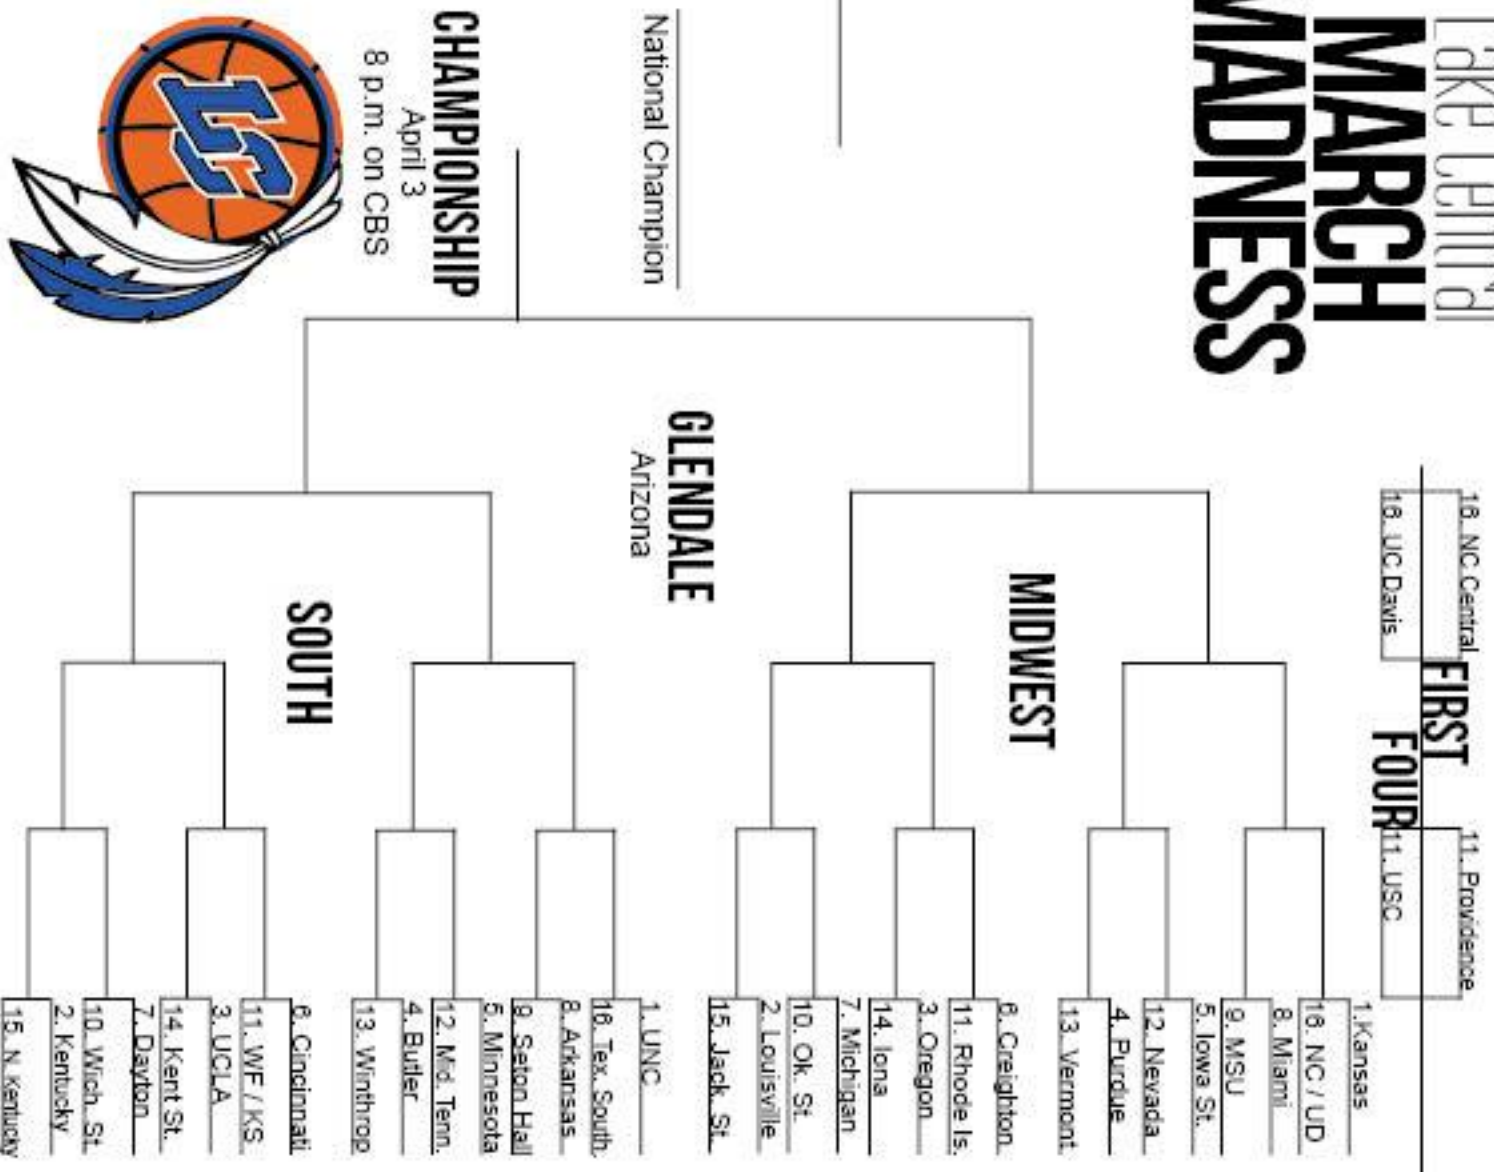 Lake Central
MARCH
MADNESS
16. NC Central
16. UC Davis
FIRST
FOUR
11. Providence
11. USC
1.Kansas
16. NC / UD
8. Miami
9. MSU
5. Iowa St.
12. Nevada
4. Purdue
13. Vermont
MIDWEST
6. Creighton
11. Rhode Is.
3. Oregon
14. Iona
7. Michigan
10. Ok. St.
2. Louisville
15. Jack. St.
GLENDALE
Arizona
National Champion
CHAMPIONSHIP
April 3
8 p.m. on CBS
LC
1. UNC
16. Tex. South.
8. Arkansas
9. Seton Hall
5. Minnesota
12. Mid. Tenn.
4. Butler
13. Winthrop
SOUTH
6. Cincinnati
11. WF / KS
3. UCLA
14. Kent St.
7. Dayton
10. Wich. St.
2. Kentucky
15. N. Kentucky